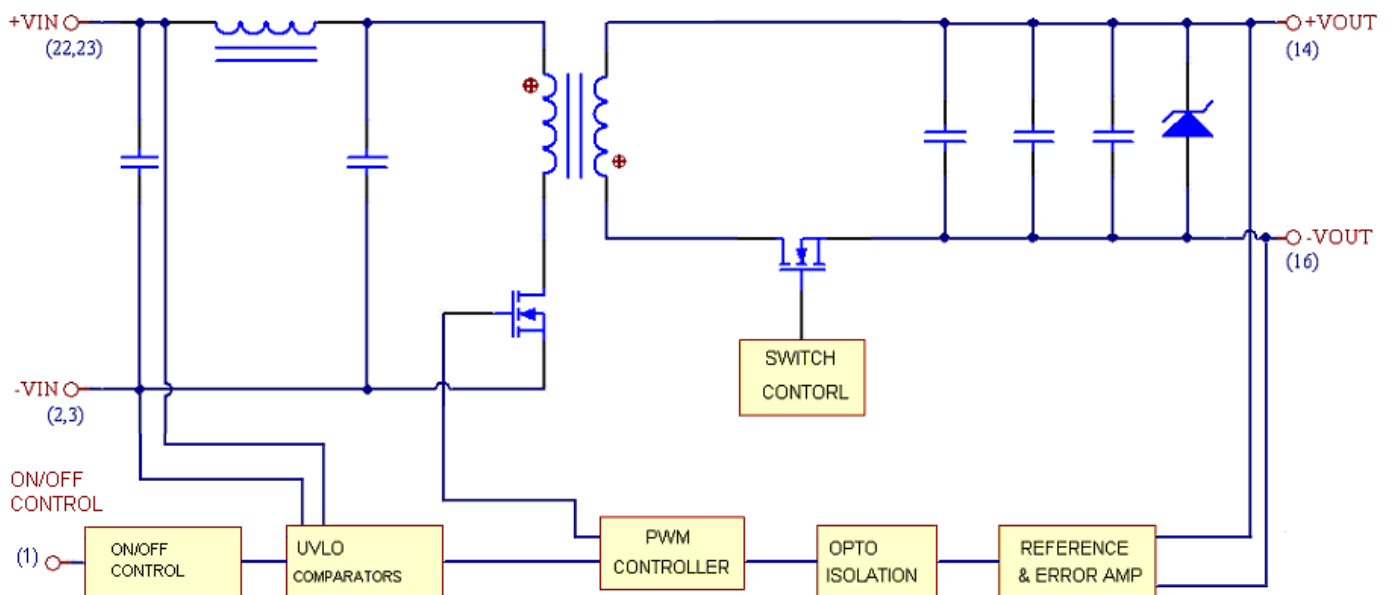 +VIN
(22,23)
+VOUT
(14)
-VOUT
(16)
SWITCH
CONTORL
-VIN
(2,3)
ON/OFF
CONTROL
(1)
ON/OFF
CONTROL
UVLO
COMPARATORS
PWM
CONTROLLER
OPTO
ISOLATION
REFERENCE
& ERROR AMP